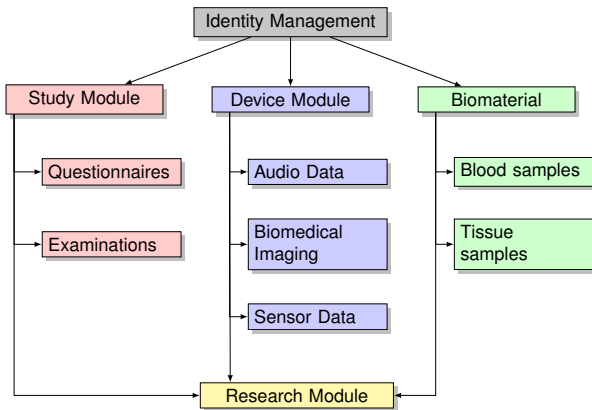 Identity Management
Study Module
Device Module
Biomaterial
Questionnaires
Audio Data
Blood samples
Examinations
Biomedical
Imaging
Tissue
samples
Sensor Data
Research Module